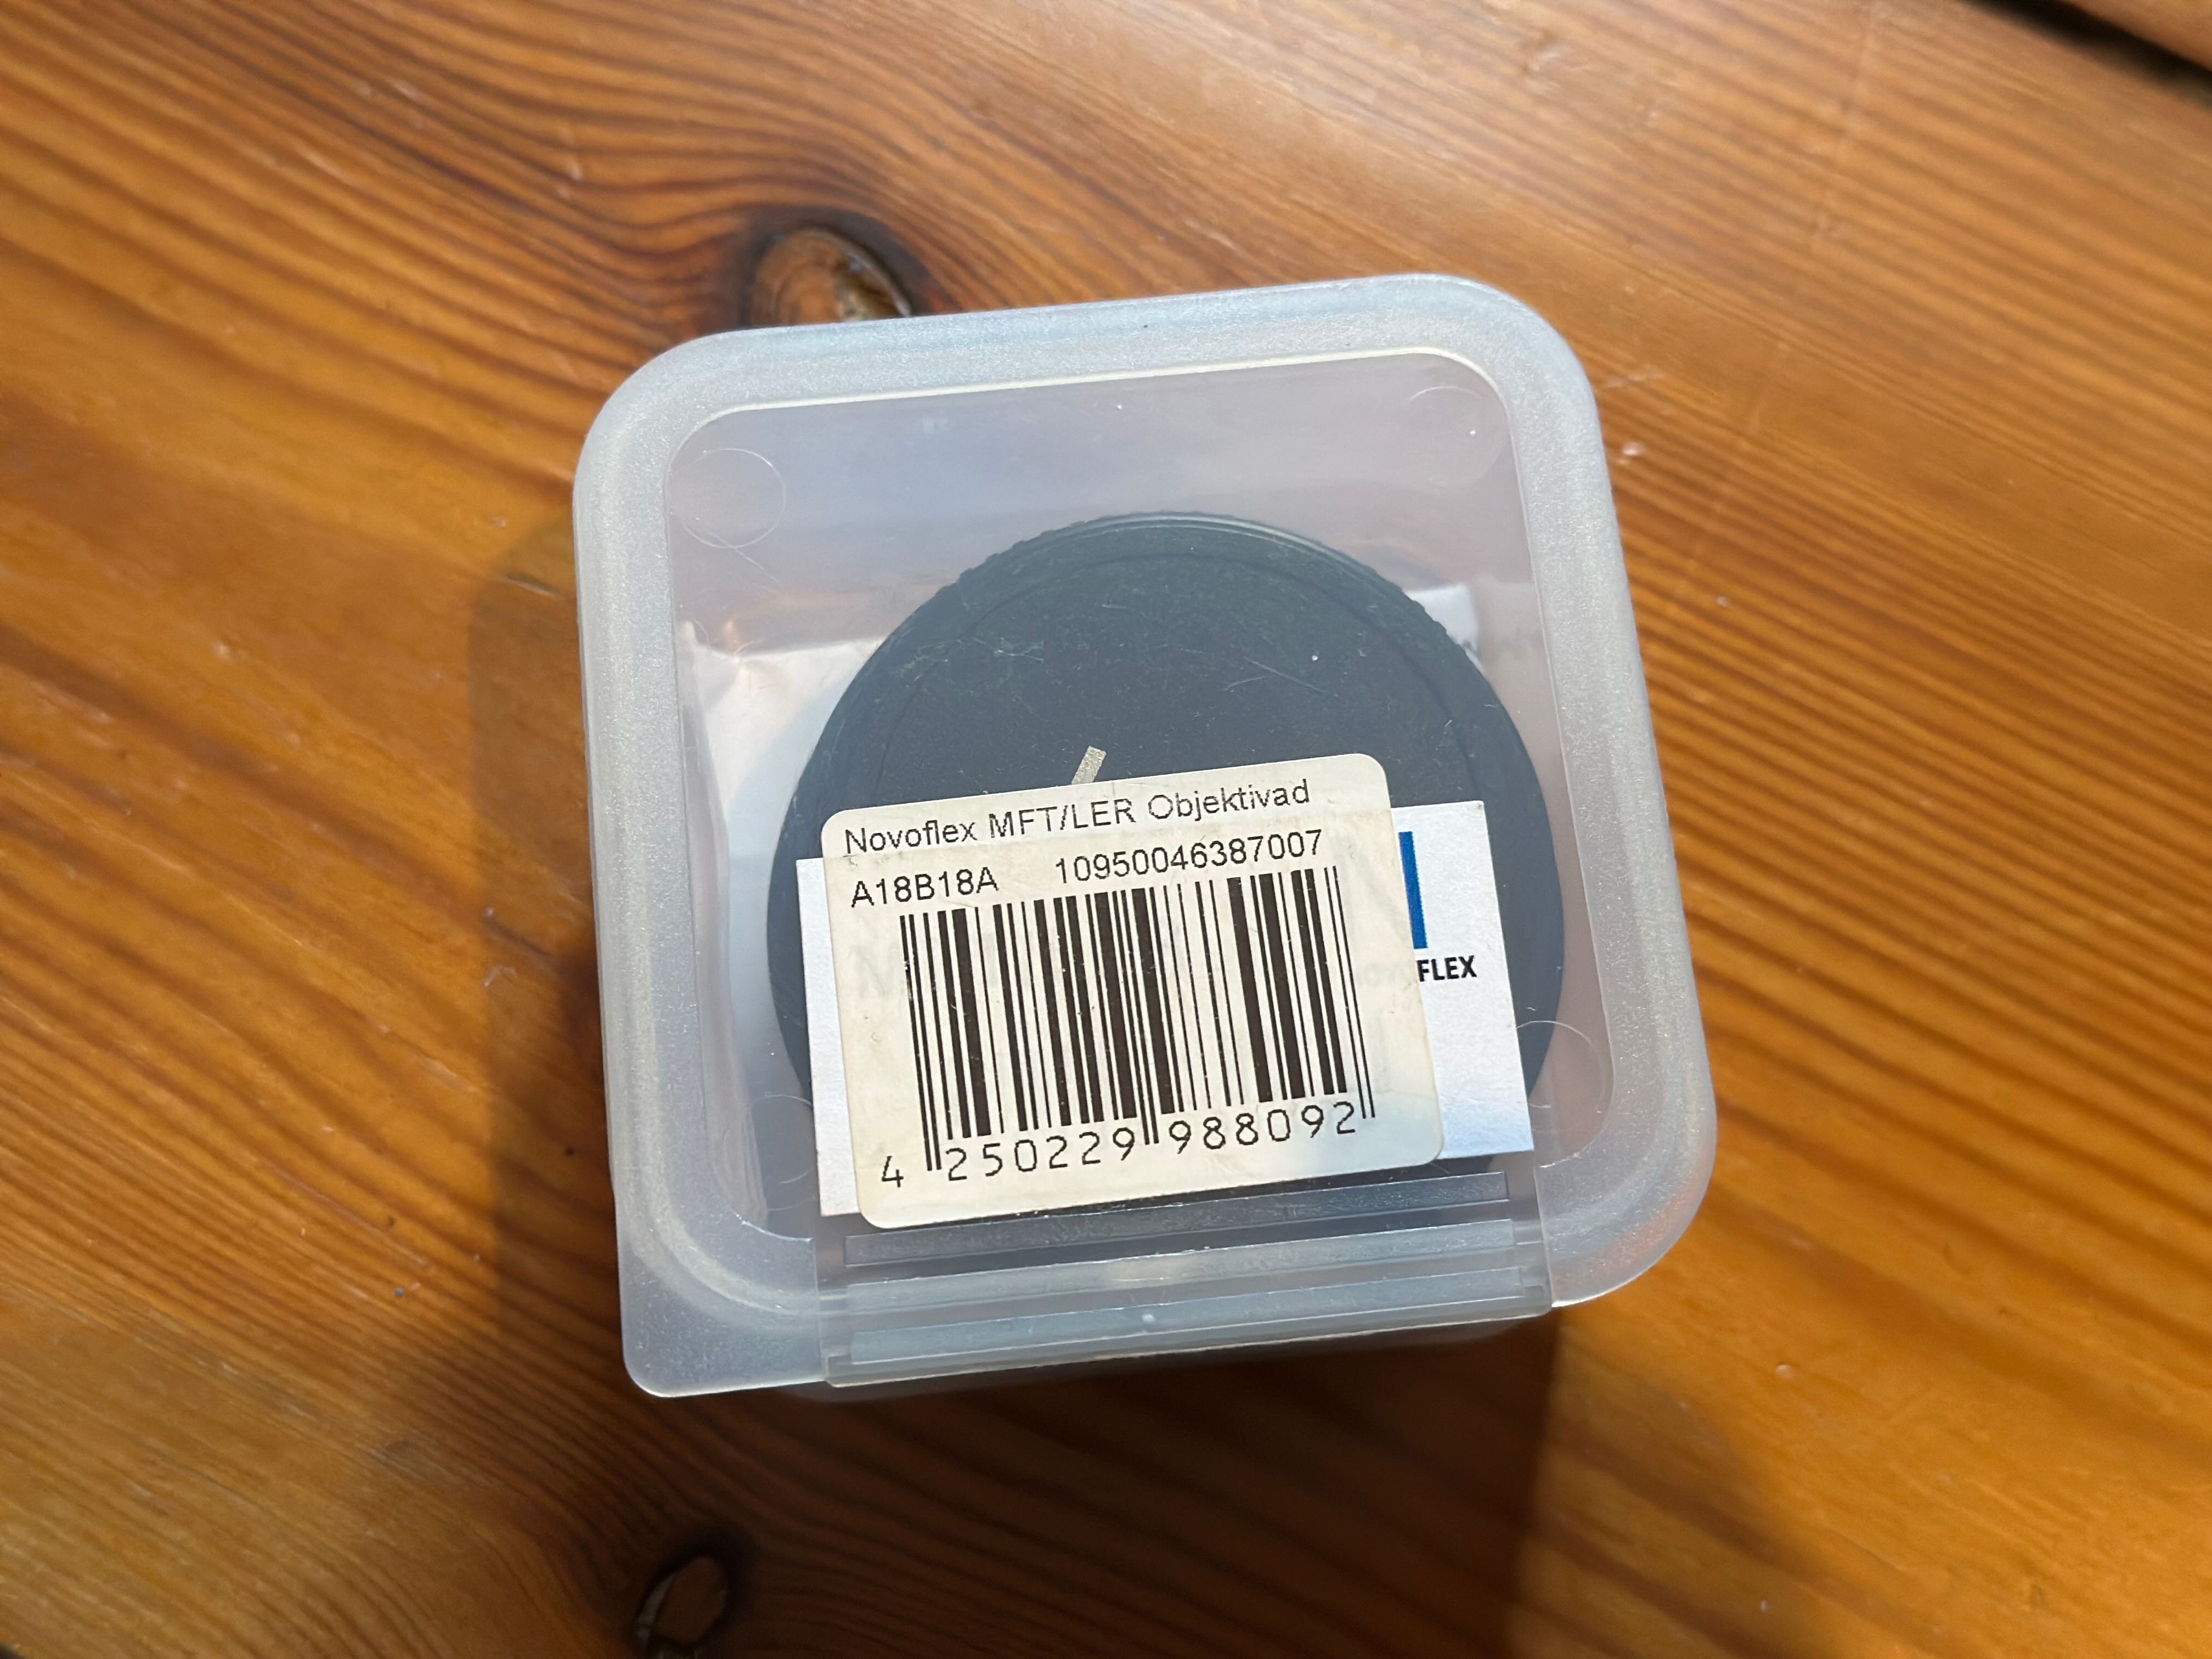 Novoflex MFT/LER Objektivad
A18B18A 10950046387007
FLEX
4 250229 988092